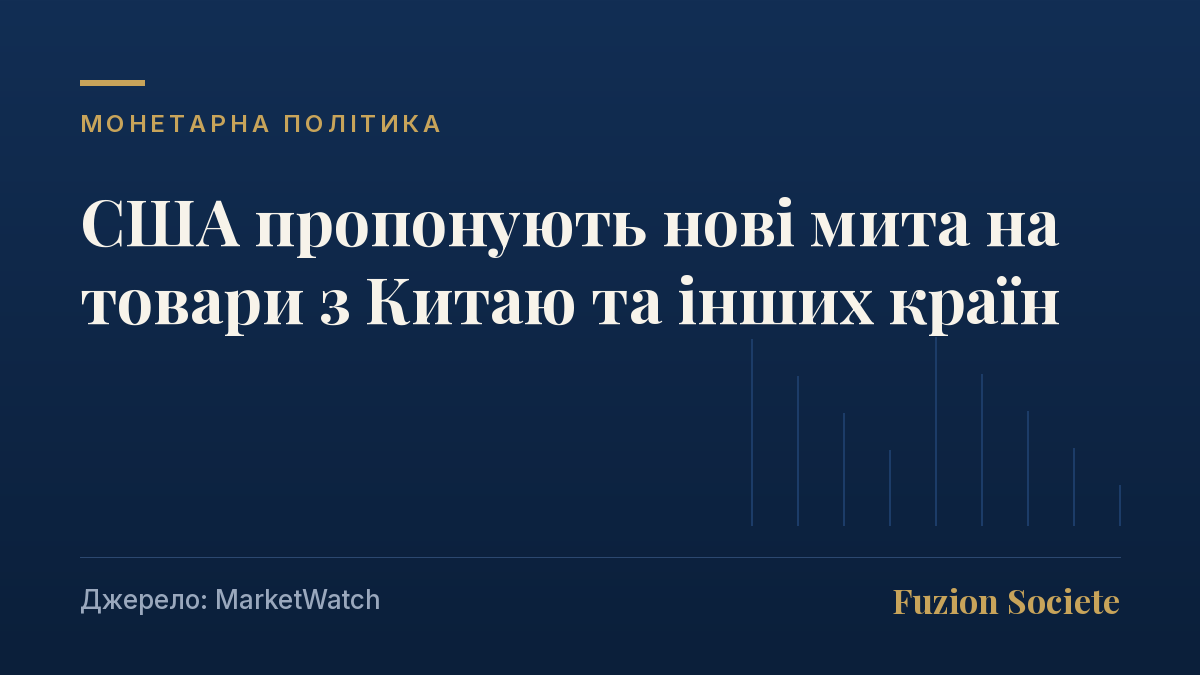 МОНЕТАРНА ПОЛІТИКА
США пропонують нові мита на
товари з Китаю та інших країн
Джерело: MarketWatch
Fuzion Societe